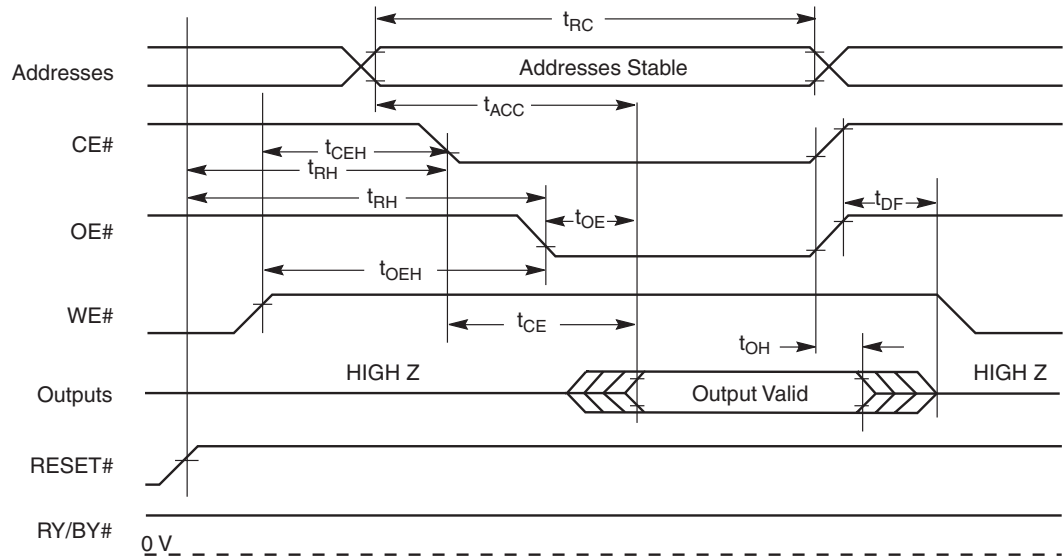 tRC
Addresses
Addresses Stable
tACC
CE#
tCEH
tRH
tRH
tOE
tDF
OE#
tOEH
WE#
tCE
tOH
HIGH Z
HIGH Z
Outputs
Output Valid
RESET#
RY/BY#
0 V